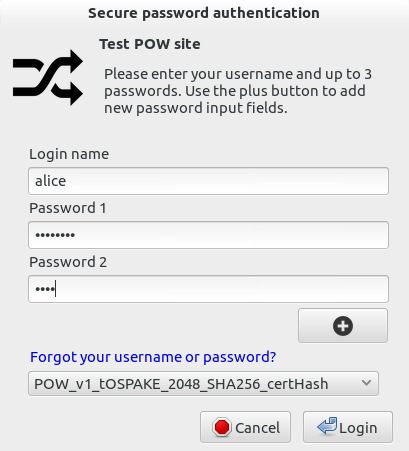 Secure password authentication
Test POW site
Please enter your username and up to 3
passwords. Use the plus button to add
new password input fields.
Login name
alice
Password 1
••••••••
Password 2
••••
Forgot your username or password?
POW_v1_tOSPAKE_2048_SHA256_certHash
Cancel
Login